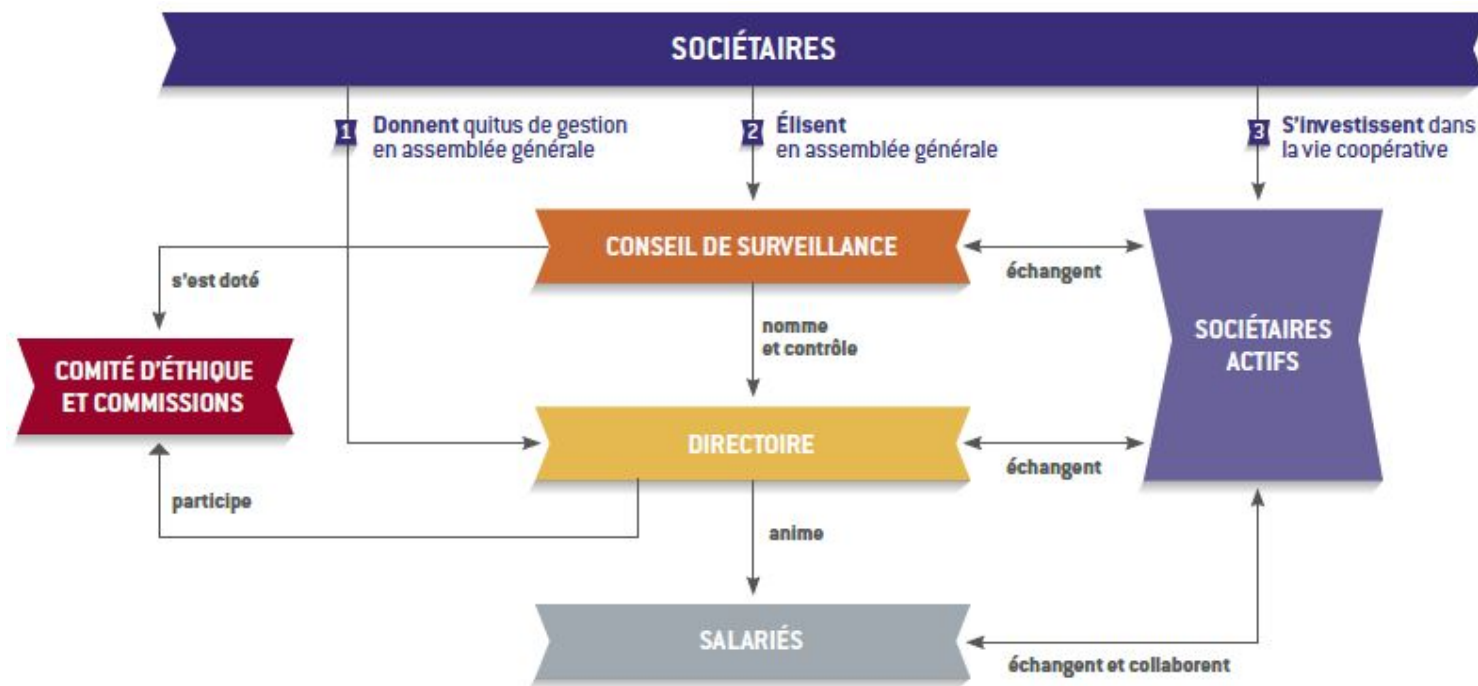 SOCIÉTAIRES
1 Donnent quitus de gestion
en assemblée générale
2 Élisent
en assemblée générale
3 S'investissent dans
la vie coopérative
CONSEIL DE SURVEILLANCE
échangent
s'est doté
nomme
et contrôle
SOCIÉTAIRES
ACTIFS
COMITÉ D'ÉTHIQUE
ET COMMISSIONS
DIRECTOIRE
échangent
participe
anime
SALARIÉS
échangent et collaborent